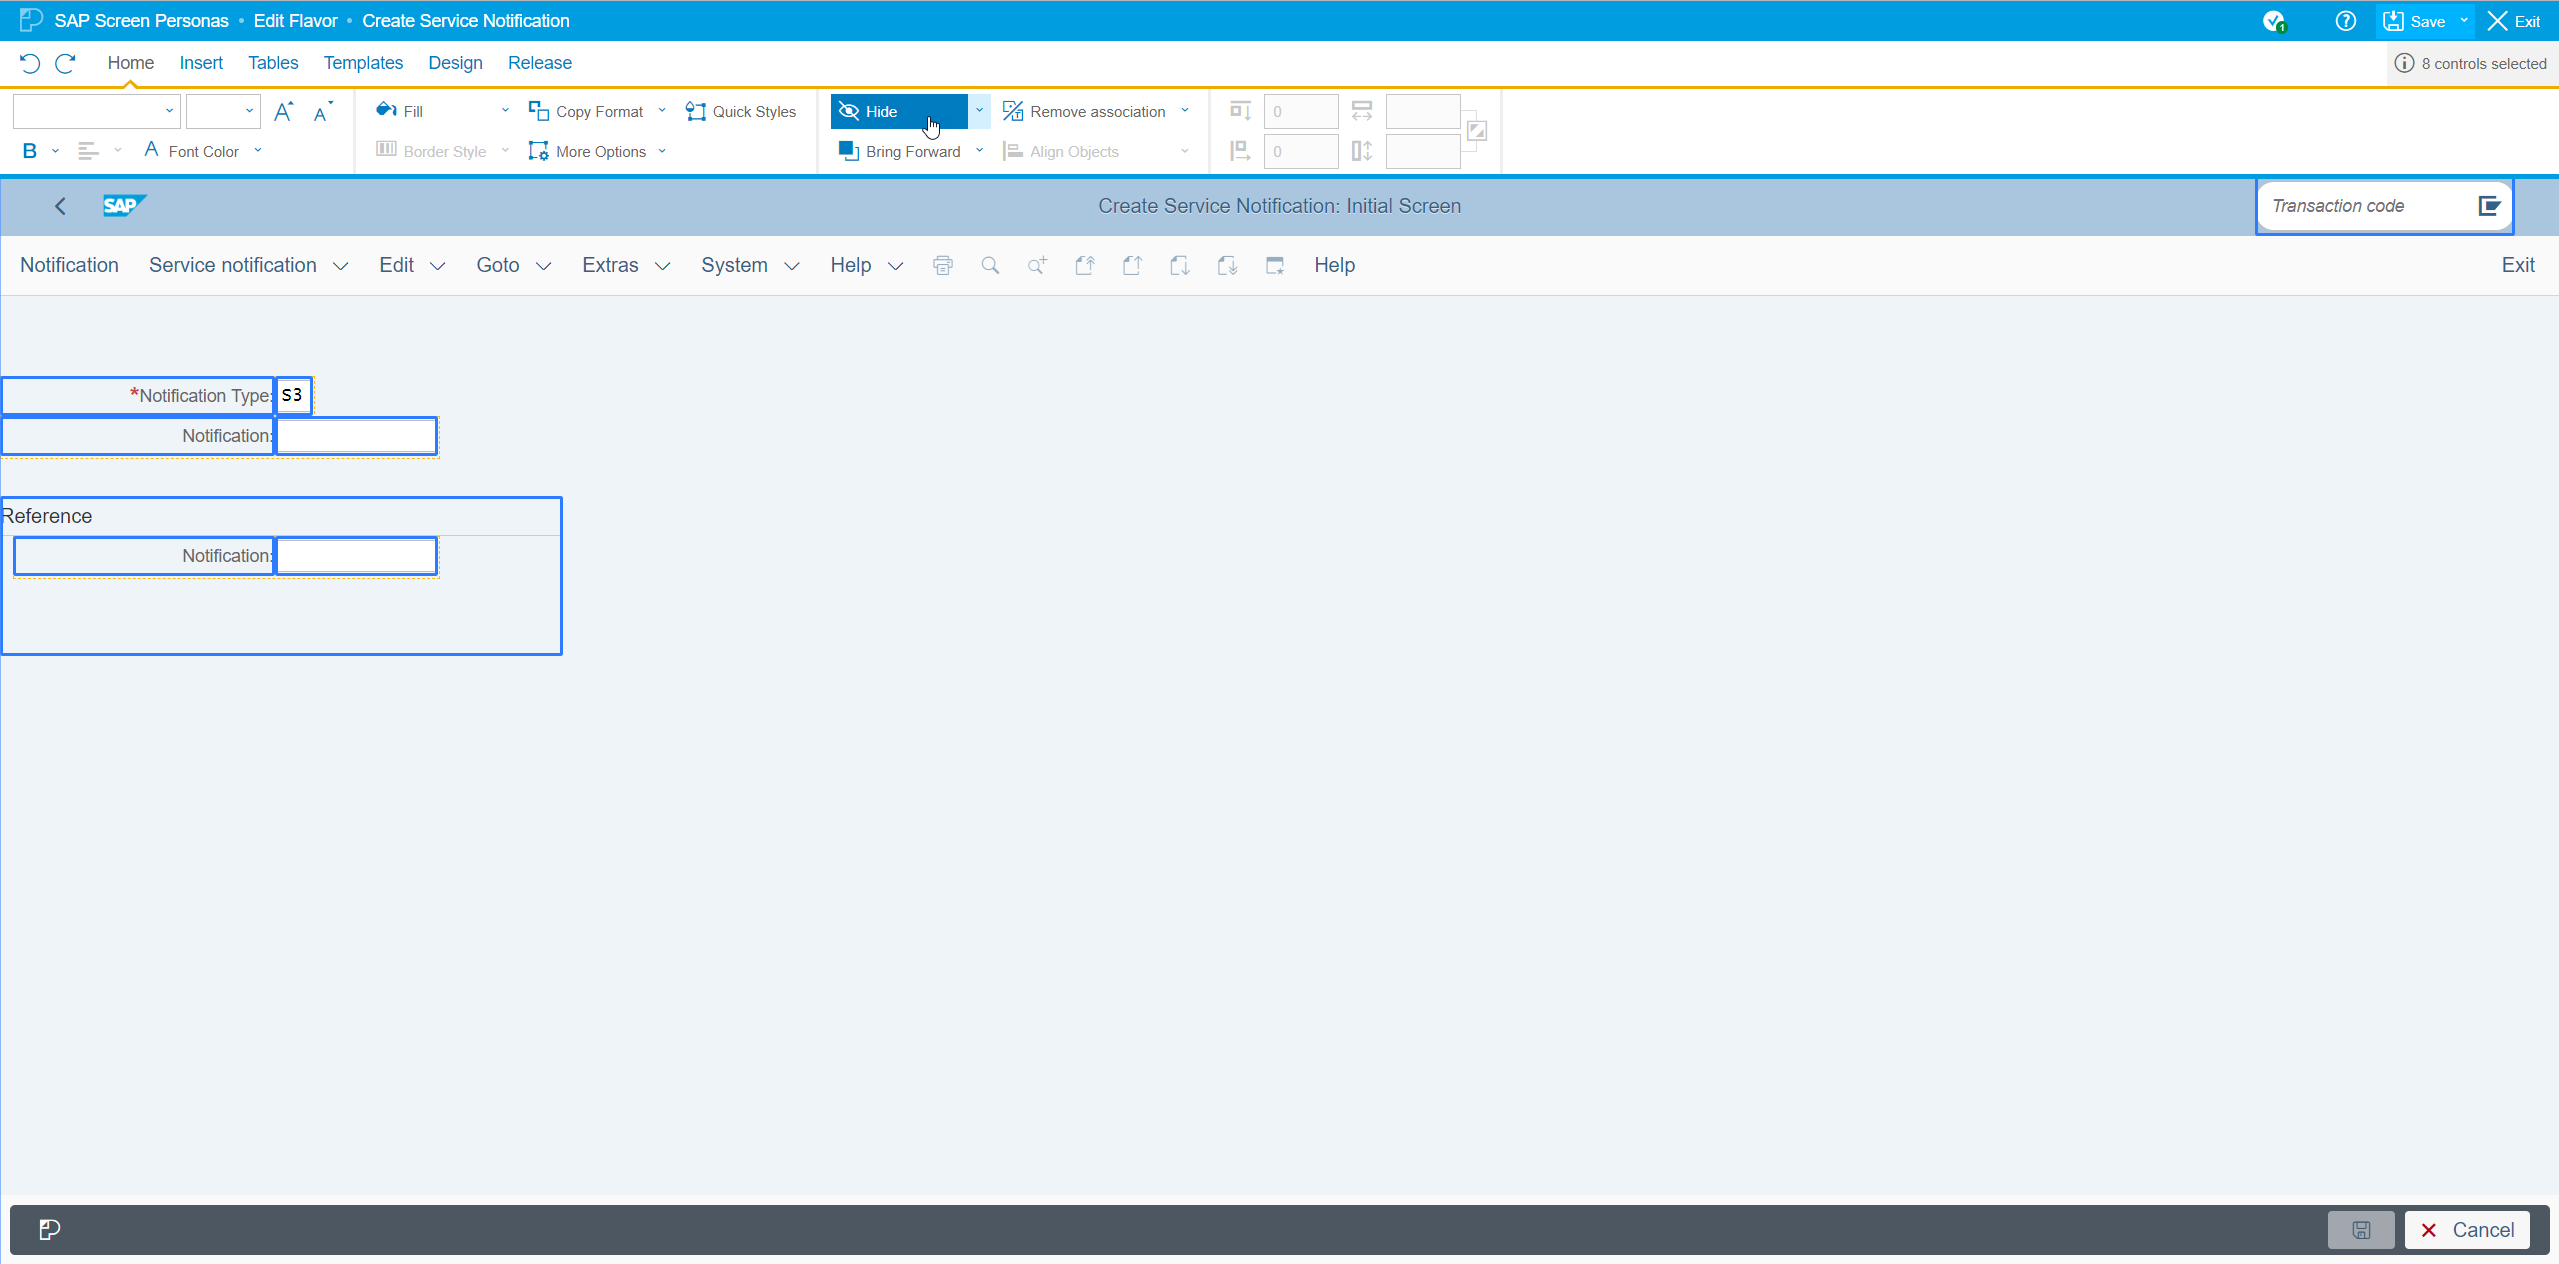 SAP Screen Personas • Edit Flavor • Create Service Notification
1
Save
Exit
Home Insert Tables Templates Design Release
8 controls selected
A A
Fill
Copy Format
Quick Styles
Hide
Remove association
0
B
A Font Color
Border Style
More Options
Bring Forward
Align Objects
0
SAP
Create Service Notification: Initial Screen
Transaction code
Notification Service notification Edit Goto Extras System Help Help Exit
*Notification Type: S3
Notification:
Reference
Notification:
Cancel